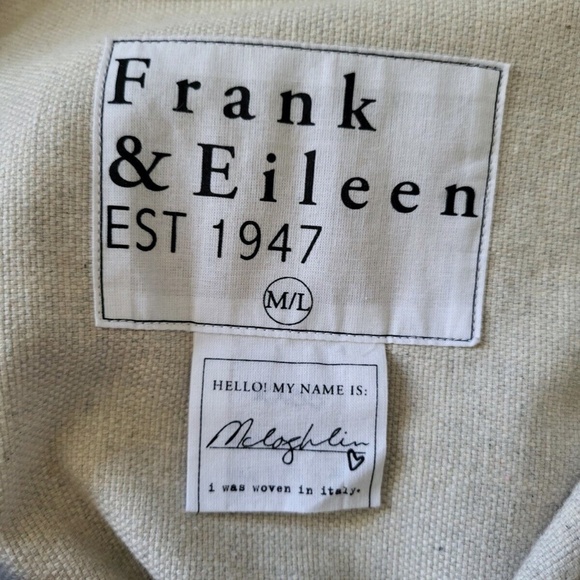 Frank
& Eileen
EST 1947
M/L
HELLO! MY NAME IS:
Mcloghlin
i was woven in italy.